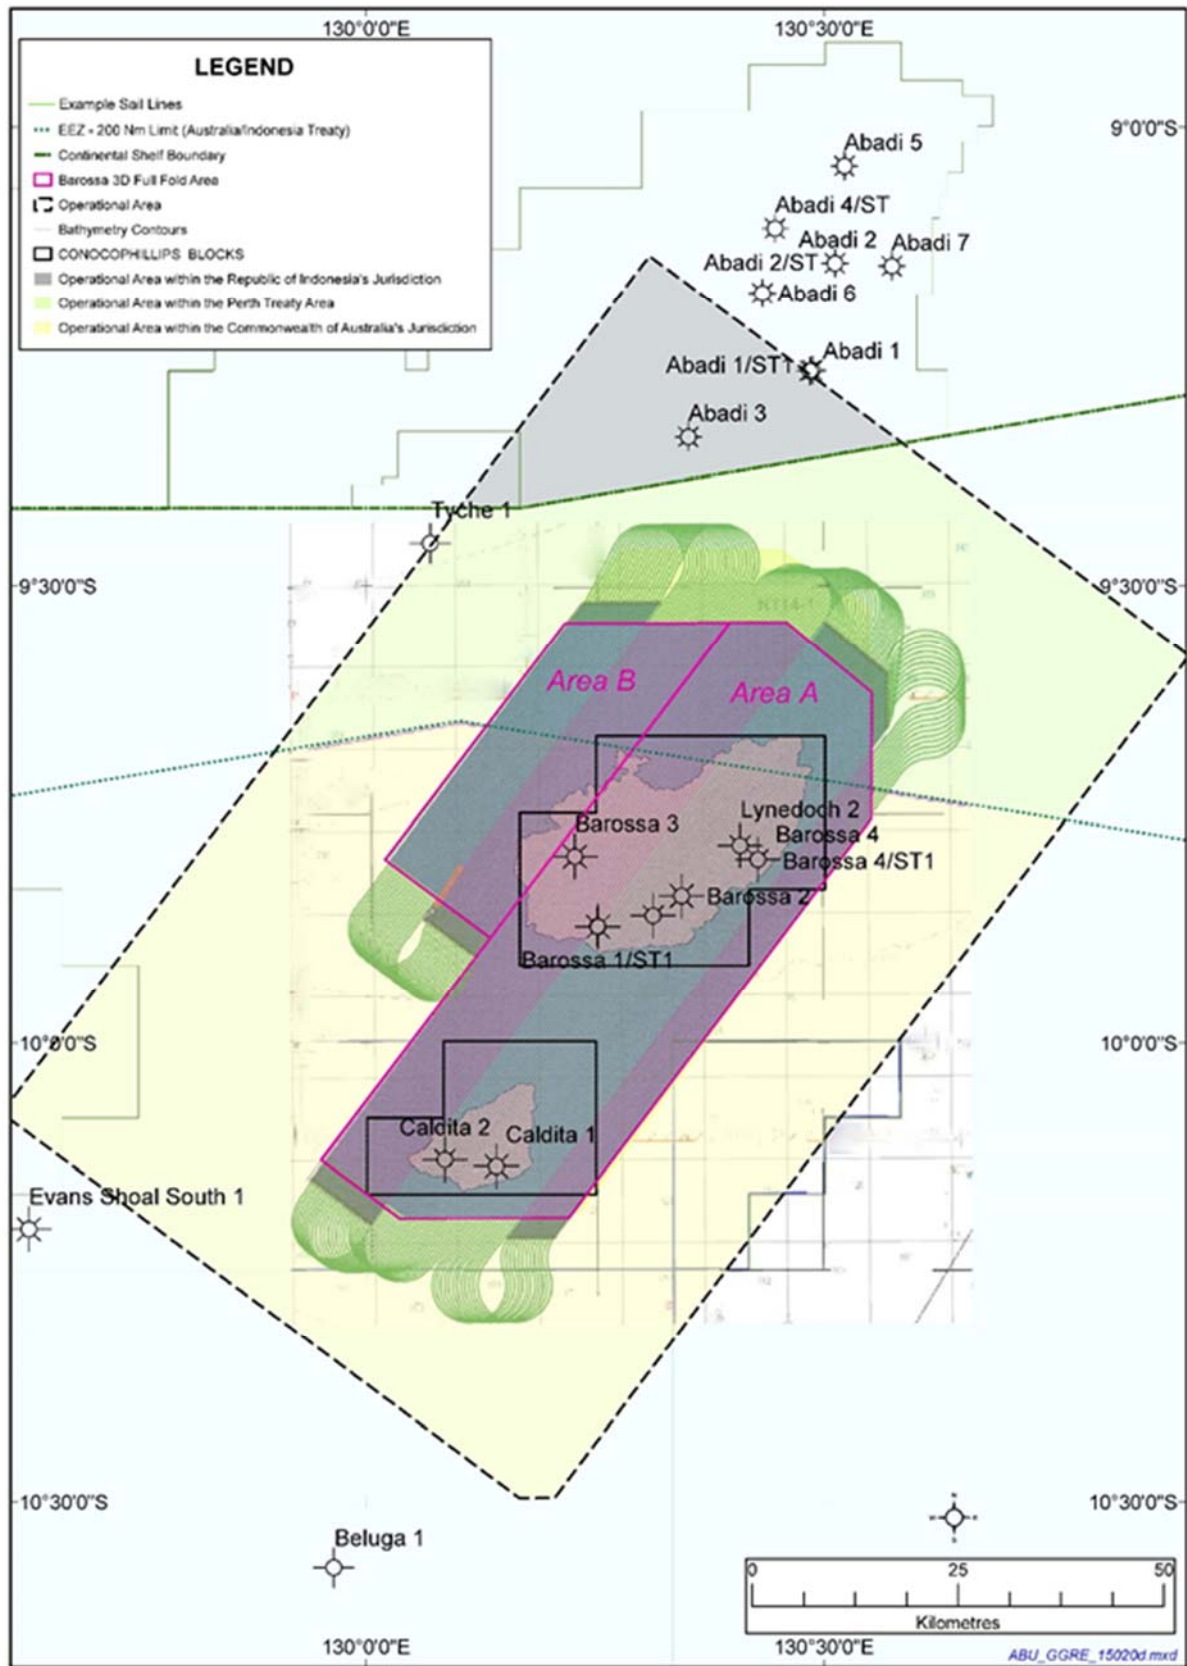 130°0'0"E
130°30'0"E
LEGEND
Example Sail Lines
EEZ - 200 Nm Limit (Australia/Indonesia Treaty)
Continental Shelf Boundary
Barossa 3D Full Fold Area
Operational Area
Bathymetry Contours
CONOCOPHILLIPS BLOCKS
Operational Area within the Republic of Indonesia's Jurisdiction
Operational Area within the Perth Treaty Area
Operational Area within the Commonwealth of Australia's Jurisdiction
9°0'0"S
Abadi 5
Abadi 4/ST
Abadi 2
Abadi 7
Abadi 2/ST
Abadi 6
Abadi 1
Abadi 1/ST1
Abadi 3
Tyche 1
9°30'0"S
9°30'0"S
Area B
Area A
Lynedoch 2
Barossa 3
Barossa 4
Barossa 4/ST1
Barossa 2
Barossa 1/ST1
10°0'0"S
10°0'0"S
Caldita 2
Caldita 1
Evans Shoal South 1
10°30'0"S
10°30'0"S
N
W
E
S
Beluga 1
0
25
50
Kilometres
130°0'0"E
130°30'0"E
ABU_GGRE_15020d.mxd